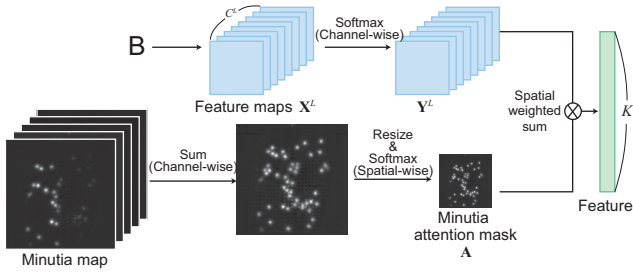 C^L
Softmax
(Channel-wise)
B
Feature maps X^L
Y^L
Spatial
weighted
sum
K
Sum
(Channel-wise)
Resize
&
Softmax
(Spatial-wise)
Minutia map
Minutia
attention mask
A
Feature